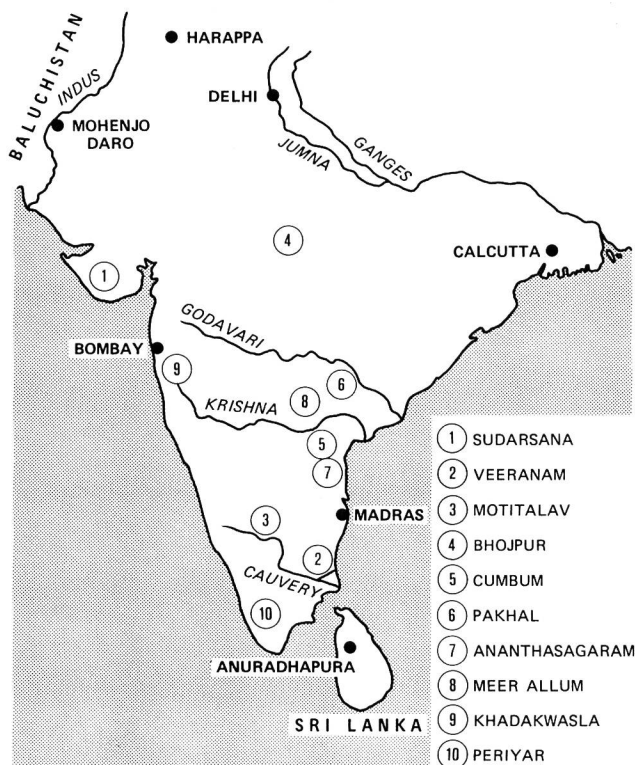 HARAPPA
BALUCHISTAN
INDUS
DELHI
MOHENJO
DARO
JUMNA
GANGES
4
CALCUTTA
1
GODAVARI
BOMBAY
9
6
8
KRISHNA
5
7
3
MADRAS
2
CAUVERY
10
ANURADHAPURA
SRI LANKA
1 SUDARSANA
2 VEERANAM
3 MOTITALAV
4 BHOJPUR
5 CUMBUM
6 PAKHAL
7 ANANTHASAGARAM
8 MEER ALLUM
9 KHADAKWASLA
10 PERIYAR